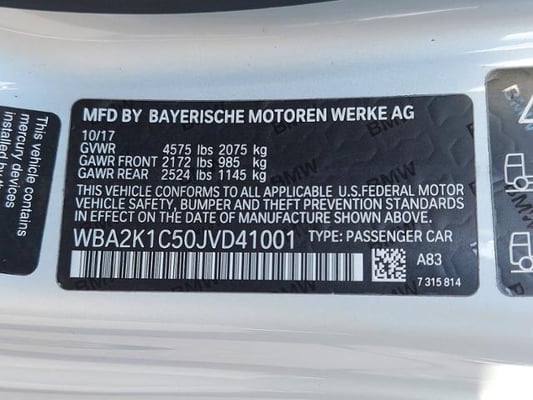 This vehicle contains
mercury devices
installed by the
MFD BY BAYERISCHE MOTOREN WERKE AG
10/17
GVWR 4575 lbs 2075 kg
GAWR FRONT 2172 lbs 985 kg
GAWR REAR 2524 lbs 1145 kg
THIS VEHICLE CONFORMS TO ALL APPLICABLE U.S.FEDERAL MOTOR
VEHICLE SAFETY, BUMPER AND THEFT PREVENTION STANDARDS
IN EFFECT ON THE DATE OF MANUFACTURE SHOWN ABOVE.
WBA2K1C50JVD41001 TYPE: PASSENGER CAR
A83
7 315 814